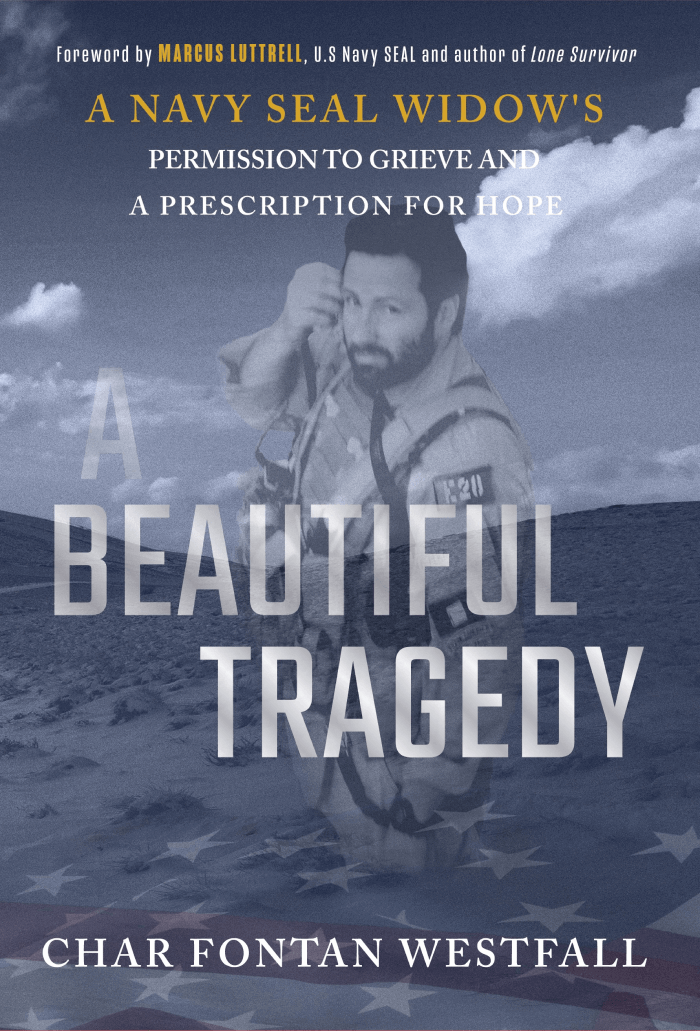 Foreword by MARCUS LUTTRELL, U.S Navy SEAL and author of Lone Survivor
A NAVY SEAL WIDOW'S
PERMISSION TO GRIEVE AND
A PRESCRIPTION FOR HOPE
H20
A
BEAUTIFUL
TRAGEDY
CHAR FONTAN WESTFALL